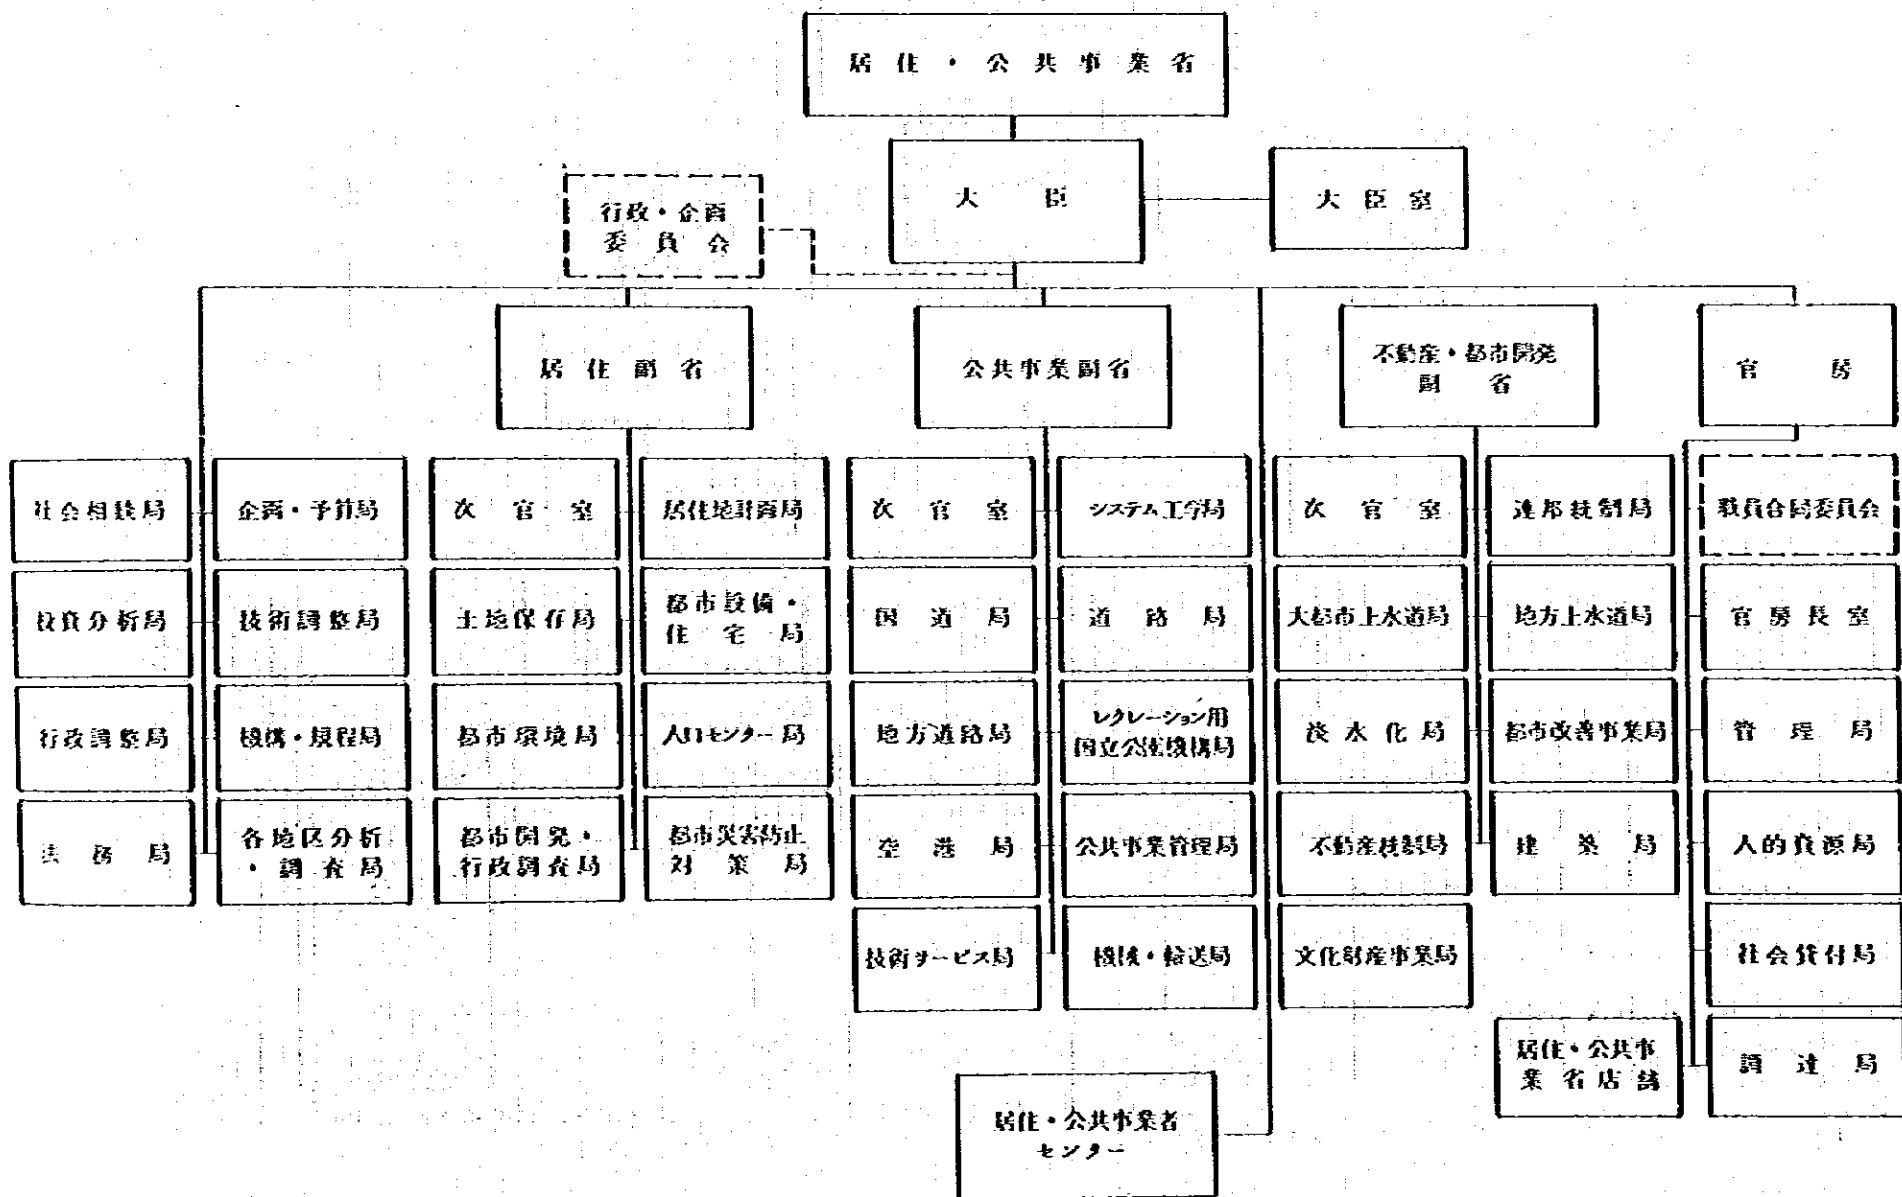 居住・公共事業省
大臣
大臣室
行政・企画
委員会
居住副省
公共事業副省
不動産・都市開発
副省
官房
社会相談局
企画・予算局
次官室
居住地計画局
次官室
システム工学局
次官室
連邦統制局
職員合同委員会
投資分析局
技術調整局
土地保存局
都市設備・
住宅局
国道局
道路局
大都市上水道局
地方上水道局
官房長室
行政調整局
機構・規程局
都市環境局
人口センター局
地方道路局
レクレーション用
国立公園機構局
淡水化局
都市改善事業局
管理局
法務局
各地区分析
・調査局
都市開発・
行政調査局
都市災害防止
対策局
空港局
公共事業管理局
不動産統制局
建築局
人的資源局
技術サービス局
機械・輸送局
文化財産事業局
社会貸付局
居住・公共事
業省店舗
調達局
居住・公共事業者
センター